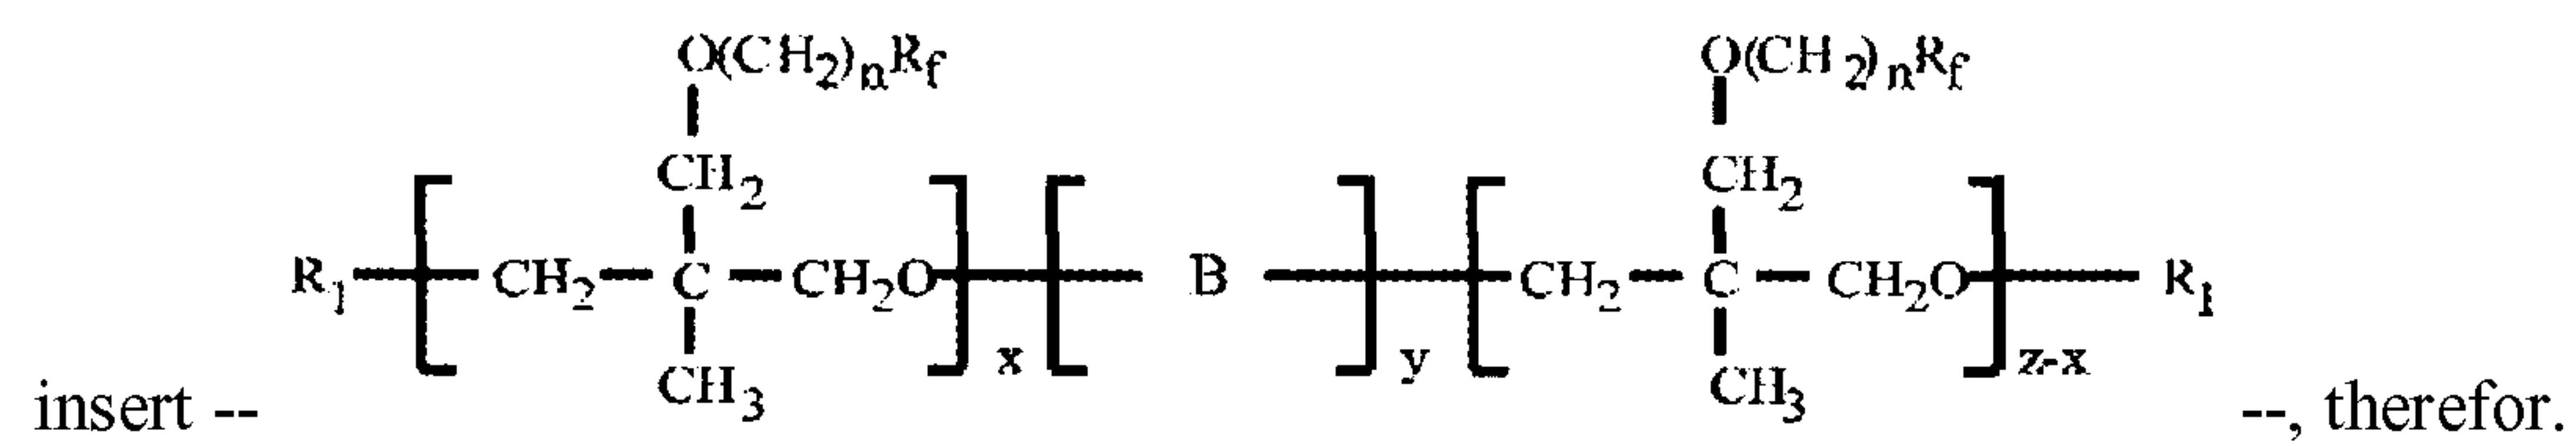 O(CH2)nRf O(CH2)nRf
CH2 CH2
R1 CH2 C CH2O x B y CH2 C CH2O z-x R1
CH3 CH3
insert -- --, therefor.